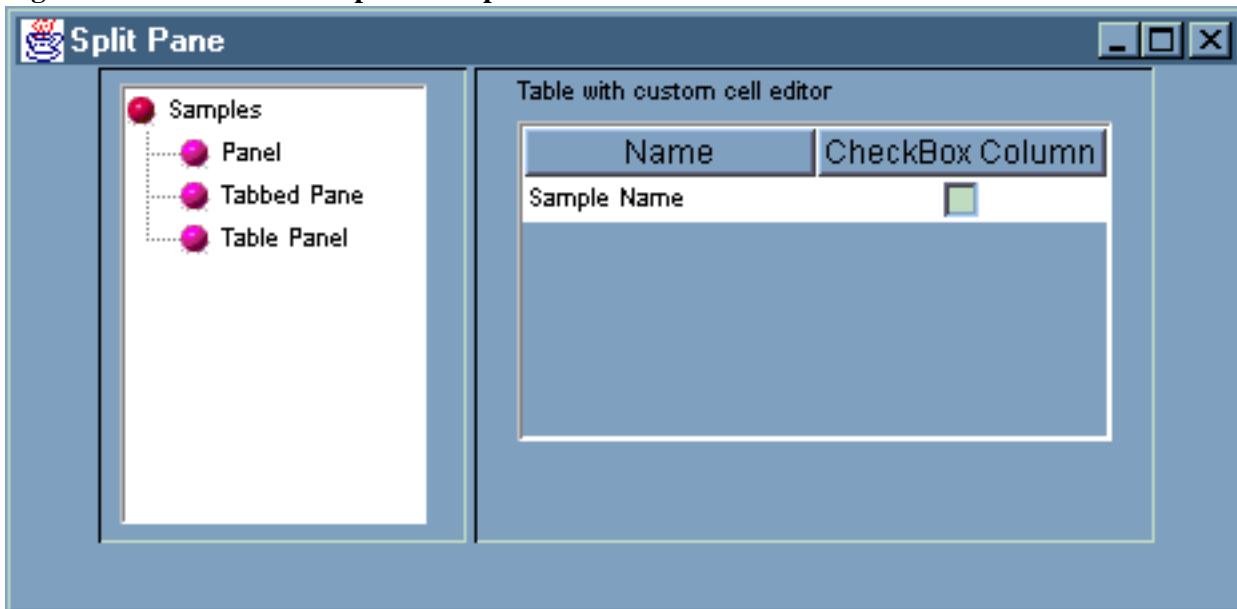 Split Pane
Samples
Panel
Tabbed Pane
Table Panel
Table with custom cell editor
Name CheckBox Column
Sample Name